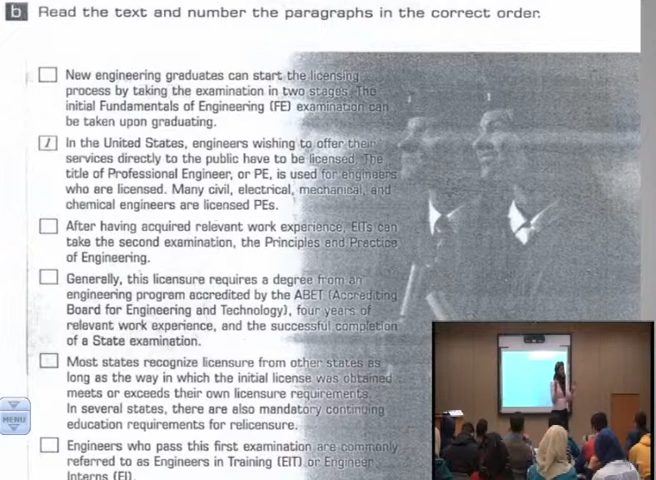 b Read the text and number the paragraphs in the correct order.
New engineering graduates can start the licensing
process by taking the examination in two stages. The
initial Fundamentals of Engineering (FE) examination can
be taken upon graduating.
1 In the United States, engineers wishing to offer their
services directly to the public have to be licensed. The
title of Professional Engineer, or PE, is used for engineers
who are licensed. Many civil, electrical, mechanical, and
chemical engineers are licensed PEs.
After having acquired relevant work experience, EITs can
take the second examination, the Principles and Practice
of Engineering.
Generally, this licensure requires a degree from an
engineering program accredited by the ABET (Accrediting
Board for Engineering and Technology), four years of
relevant work experience, and the successful completion
of a State examination.
Most states recognize licensure from other states as
long as the way in which the initial license was obtained
meets or exceeds their own licensure requirements.
In several states, there are also mandatory continuing
education requirements for relicensure.
MENU
Engineers who pass this first examination are commonly
referred to as Engineers in Training (EIT) or Engineer
Interns (EI).